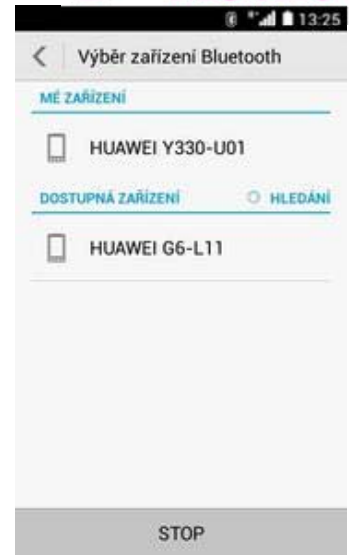 13:25
Výběr zařízení Bluetooth
MÉ ZAŘÍZENÍ
HUAWEI Y330-U01
DOSTUPNÁ ZAŘÍZENÍ HLEDÁNÍ
HUAWEI G6-L11
STOP